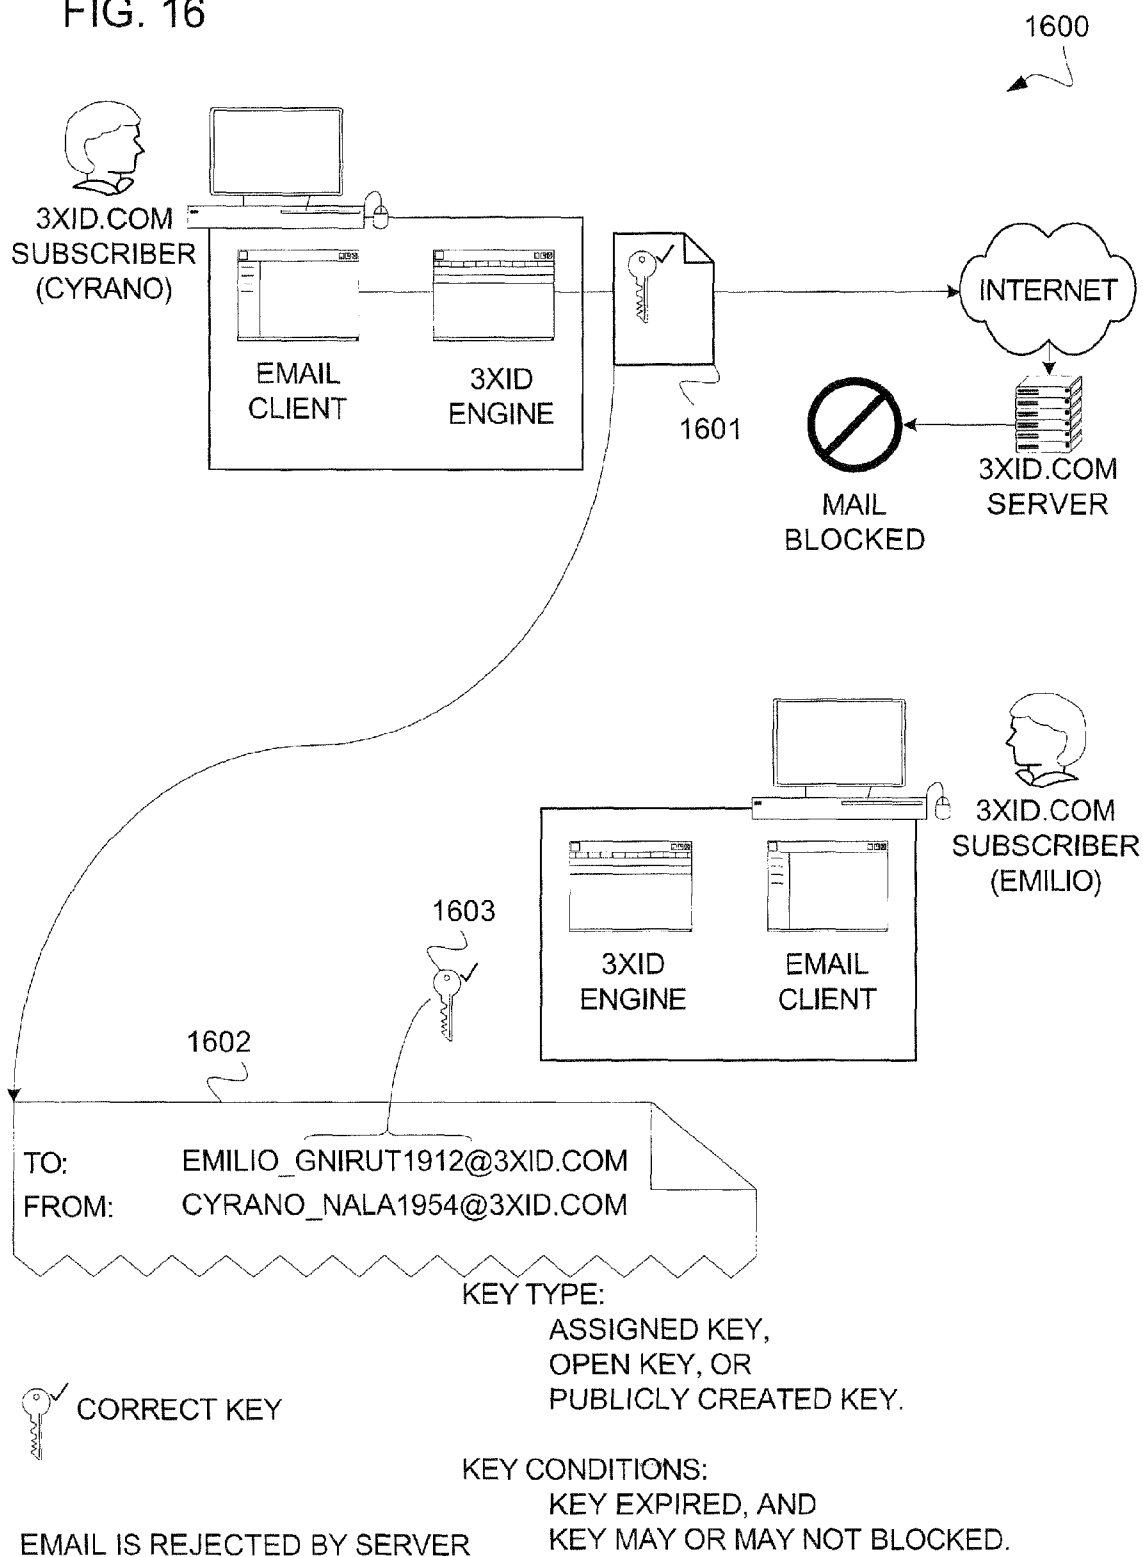 FIG. 16
1600
3XID.COM
SUBSCRIBER
(CYRANO)
EMAIL
CLIENT
3XID
ENGINE
1601
INTERNET
3XID.COM
SERVER
MAIL
BLOCKED
3XID.COM
SUBSCRIBER
(EMILIO)
3XID
ENGINE
EMAIL
CLIENT
1603
1602
TO: EMILIO_GNIRUT1912@3XID.COM
FROM: CYRANO_NALA1954@3XID.COM
KEY TYPE:
ASSIGNED KEY,
OPEN KEY, OR
PUBLICLY CREATED KEY.
CORRECT KEY
KEY CONDITIONS:
KEY EXPIRED, AND
KEY MAY OR MAY NOT BLOCKED.
EMAIL IS REJECTED BY SERVER